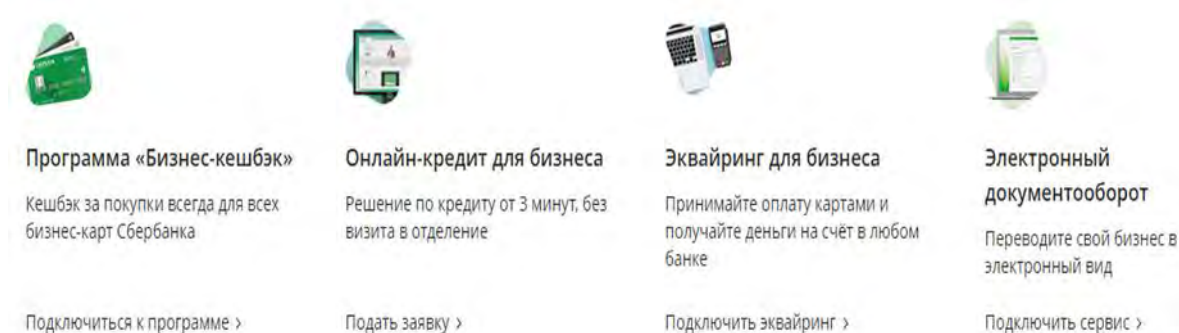 Программа «Бизнес-кешбэк»
Кешбэк за покупки всегда для всех
бизнес-карт Сбербанка
Подключиться к программе >
Онлайн-кредит для бизнеса
Решение по кредиту от 3 минут, без
визита в отделение
Подать заявку >
Эквайринг для бизнеса
Принимайте оплату картами и
получайте деньги на счёт в любом
банке
Подключить эквайринг >
Электронный
документооборот
Переводите свой бизнес в
электронный вид
Подключить сервис >